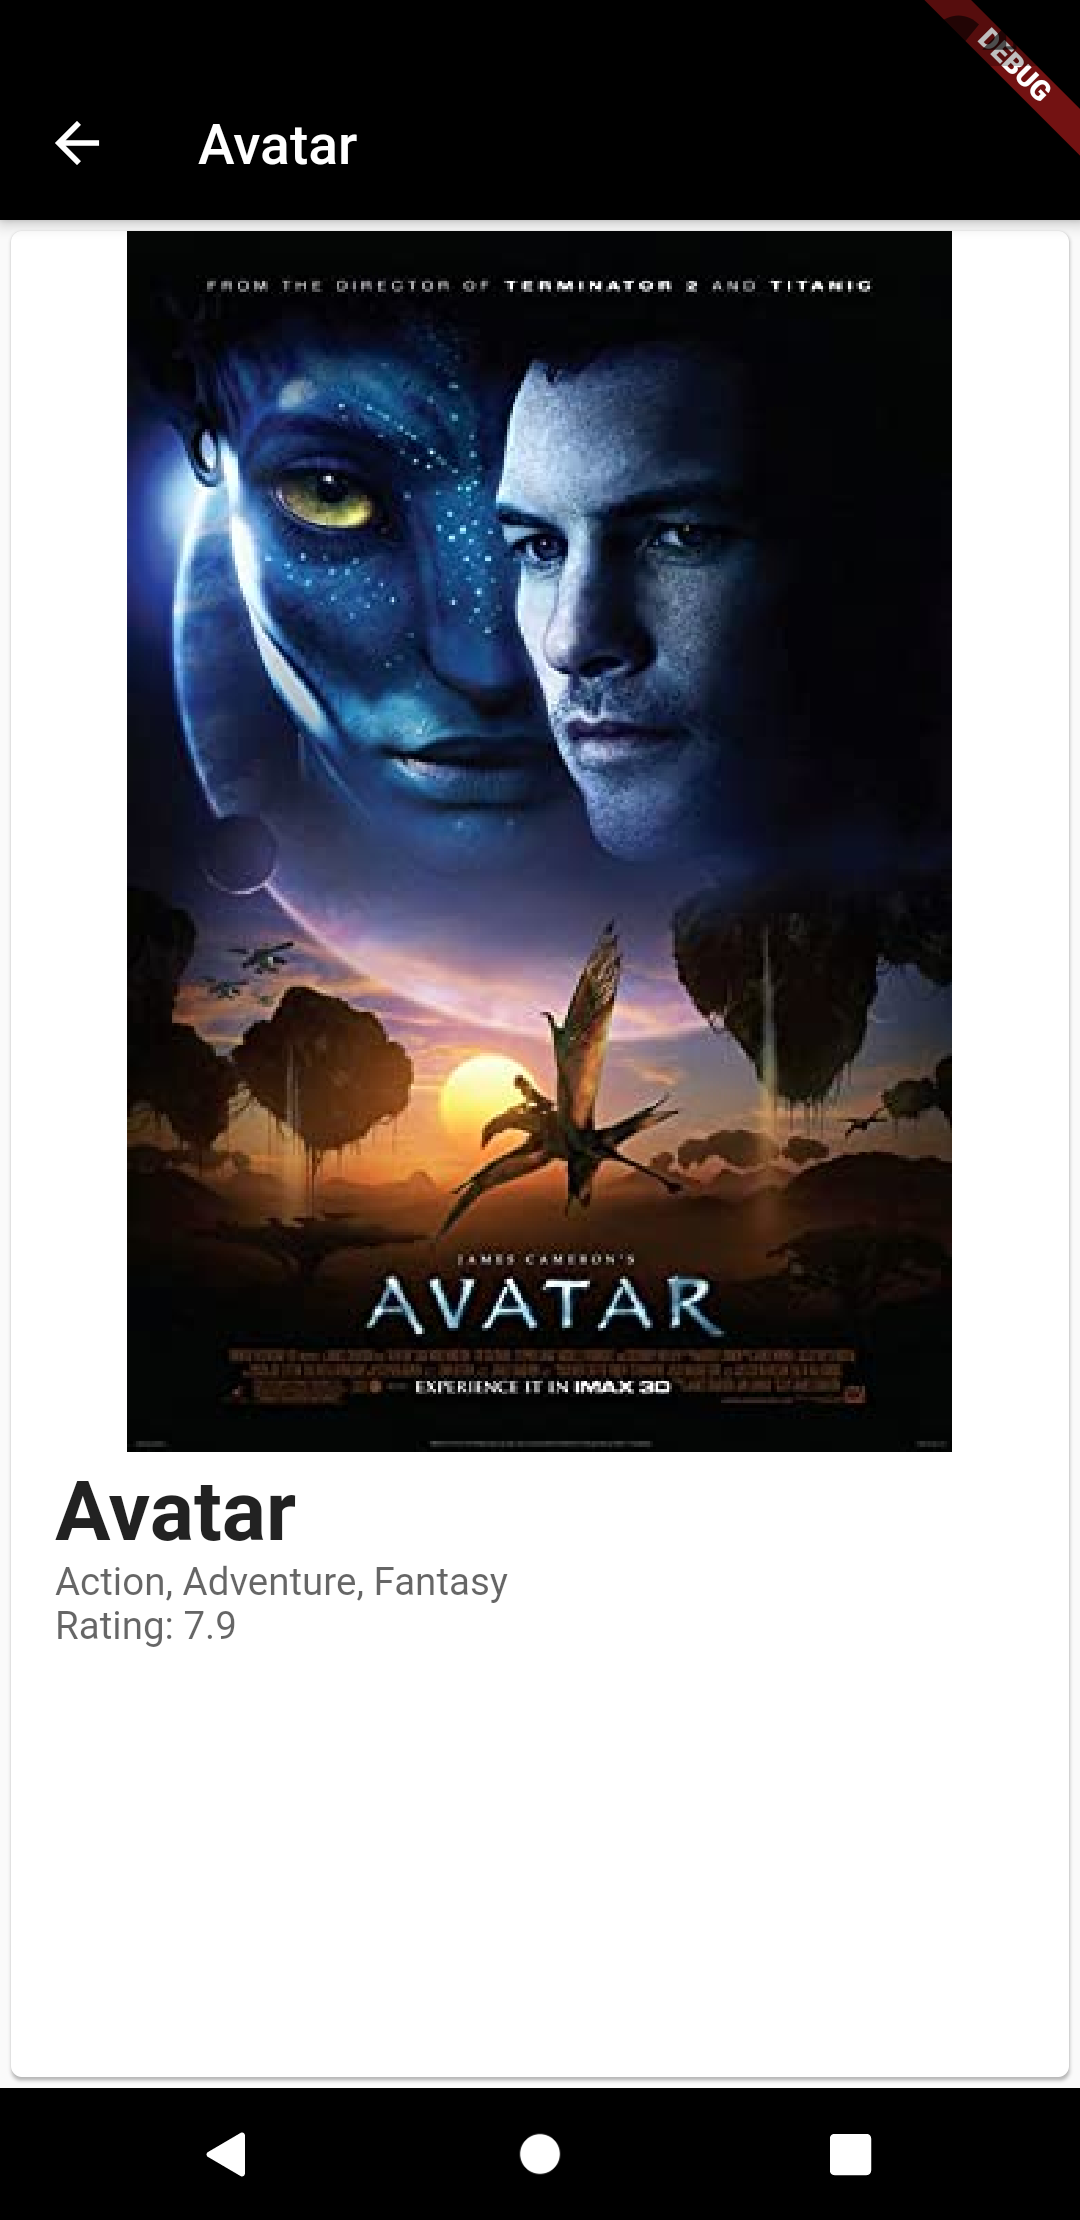 DEBUG
Avatar
FROM THE DIRECTOR OF TERMINATOR 2 AND TITANIC
JAMES CAMERON'S
AVATAR
EXPERIENCE IT IN IMAX 3D
Avatar
Action, Adventure, Fantasy
Rating: 7.9